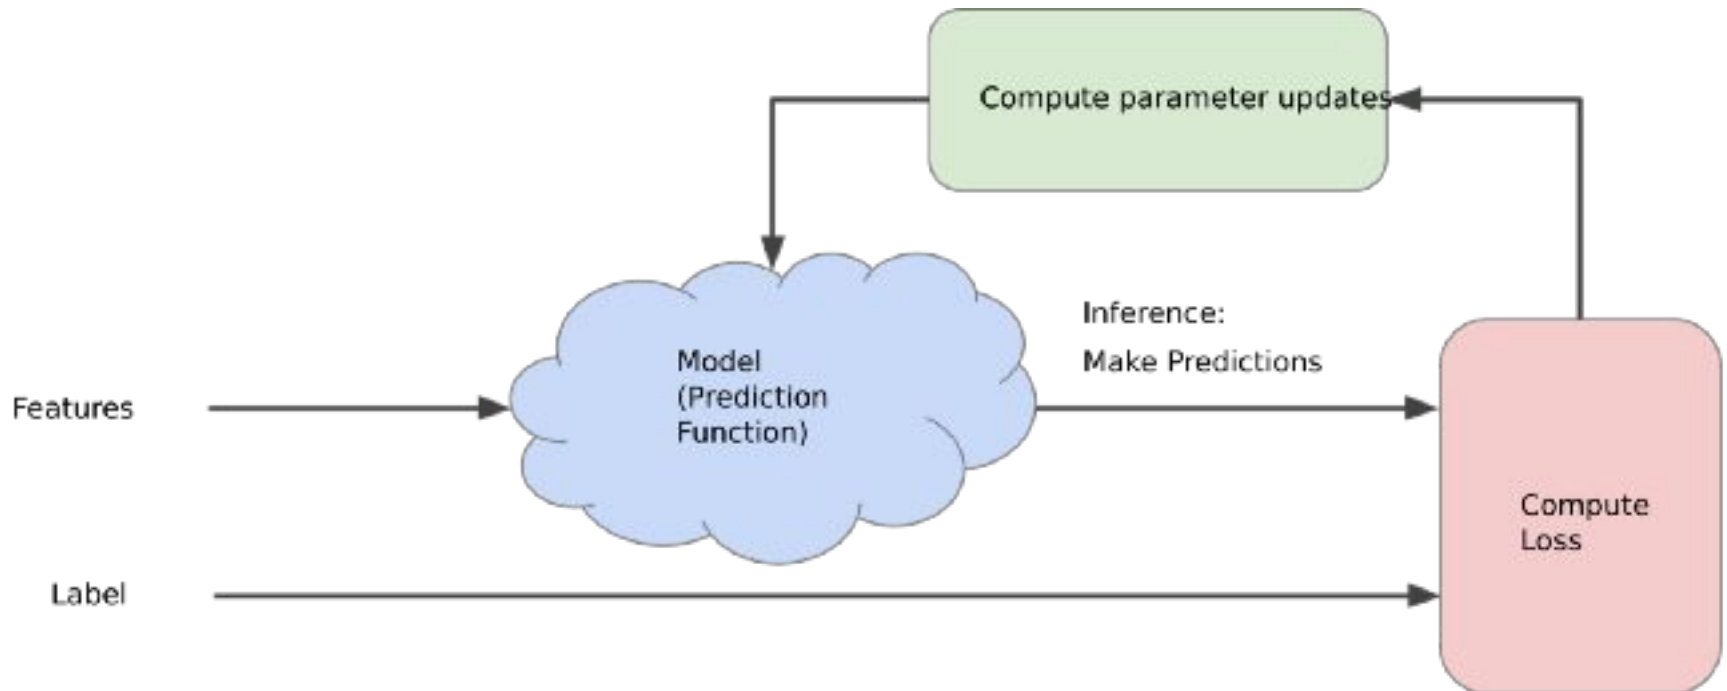 Compute parameter updates
Inference:
Make Predictions
Model
(Prediction
Function)
Features
Compute
Loss
Label